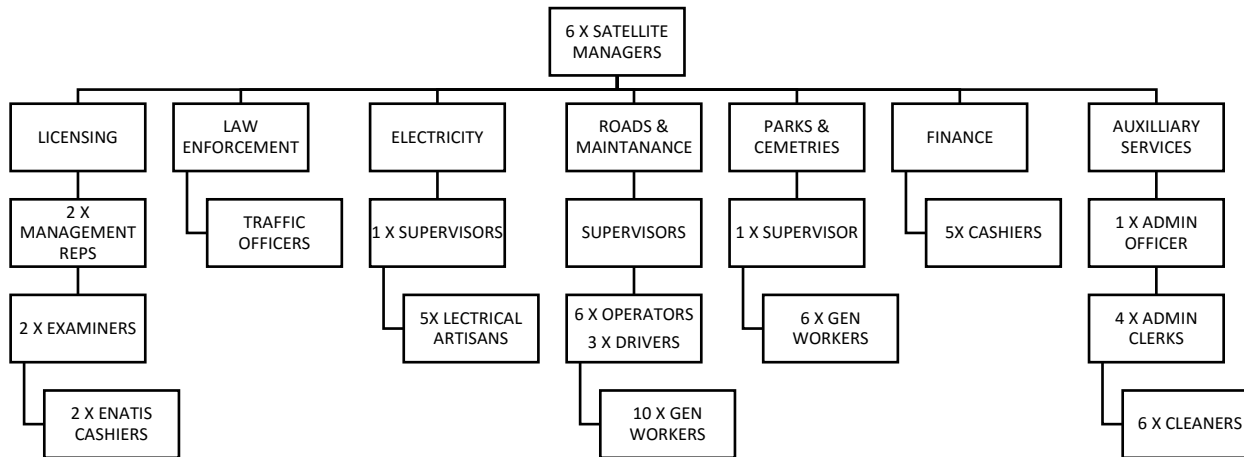 6 X SATELLITE
MANAGERS
LICENSING
LAW
ENFORCEMENT
ELECTRICITY
ROADS &
MAINTANANCE
PARKS &
CEMETRIES
FINANCE
AUXILLIARY
SERVICES
2 X
MANAGEMENT
REPS
TRAFFIC
OFFICERS
1 X SUPERVISORS
SUPERVISORS
1 X SUPERVISOR
5X CASHIERS
1 X ADMIN
OFFICER
2 X EXAMINERS
5X LECTRICAL
ARTISANS
6 X OPERATORS
3 X DRIVERS
6 X GEN
WORKERS
4 X ADMIN
CLERKS
2 X ENATIS
CASHIERS
10 X GEN
WORKERS
6 X CLEANERS